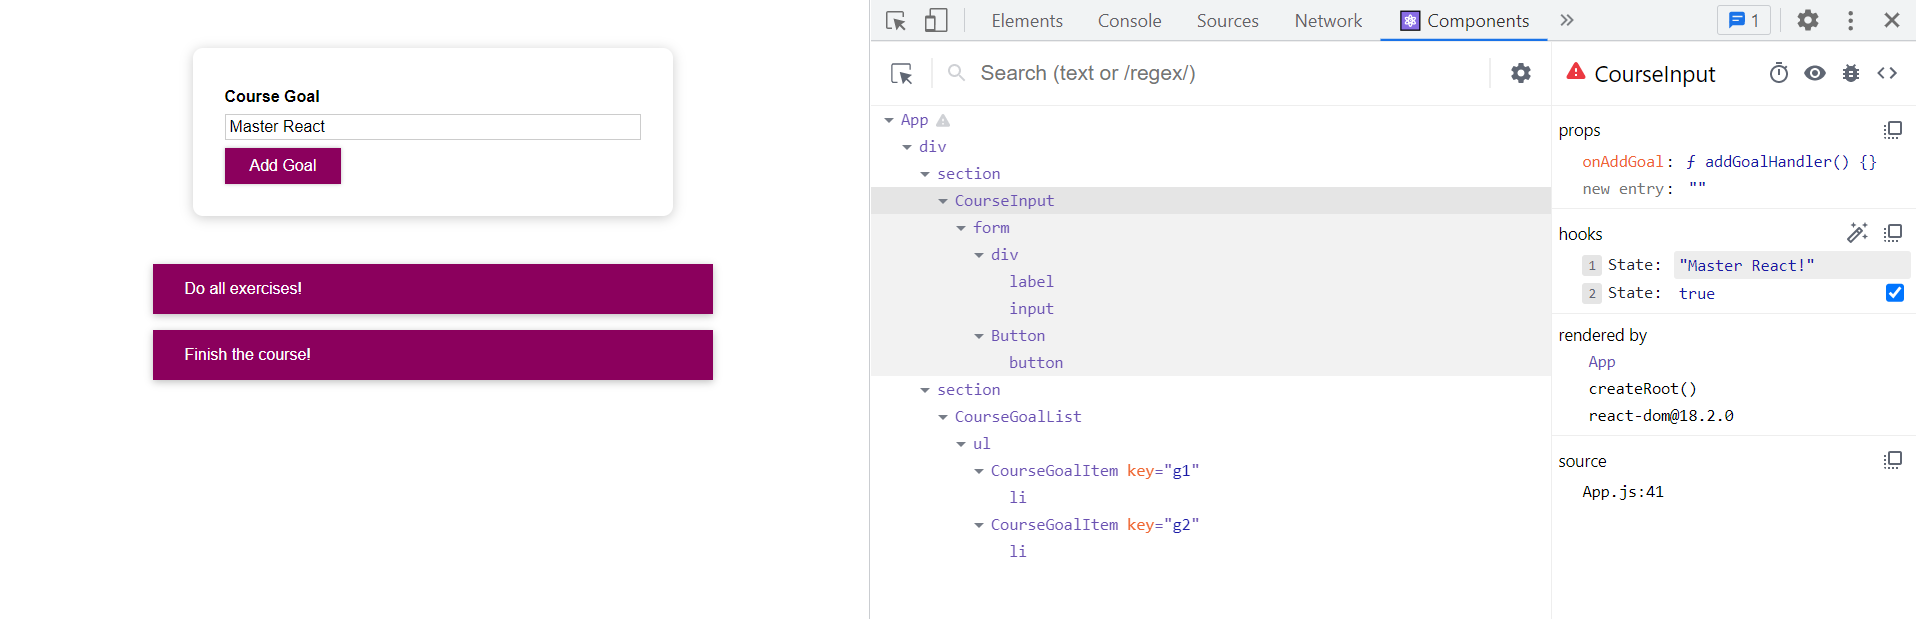 Course Goal
Master React
Add Goal
Do all exercises!
Finish the course!
Elements Console Sources Network Components 1
Search (text or /regex/)
App
div
section
CourseInput
form
div
label
input
Button
button
section
CourseGoalList
ul
CourseGoalItem key="g1"
li
CourseGoalItem key="g2"
li
CourseInput
props
onAddGoal: ƒ addGoalHandler() {}
new entry: ""
hooks
1 State: "Master React!"
2 State: true
rendered by
App
createRoot()
react-dom@18.2.0
source
App.js:41